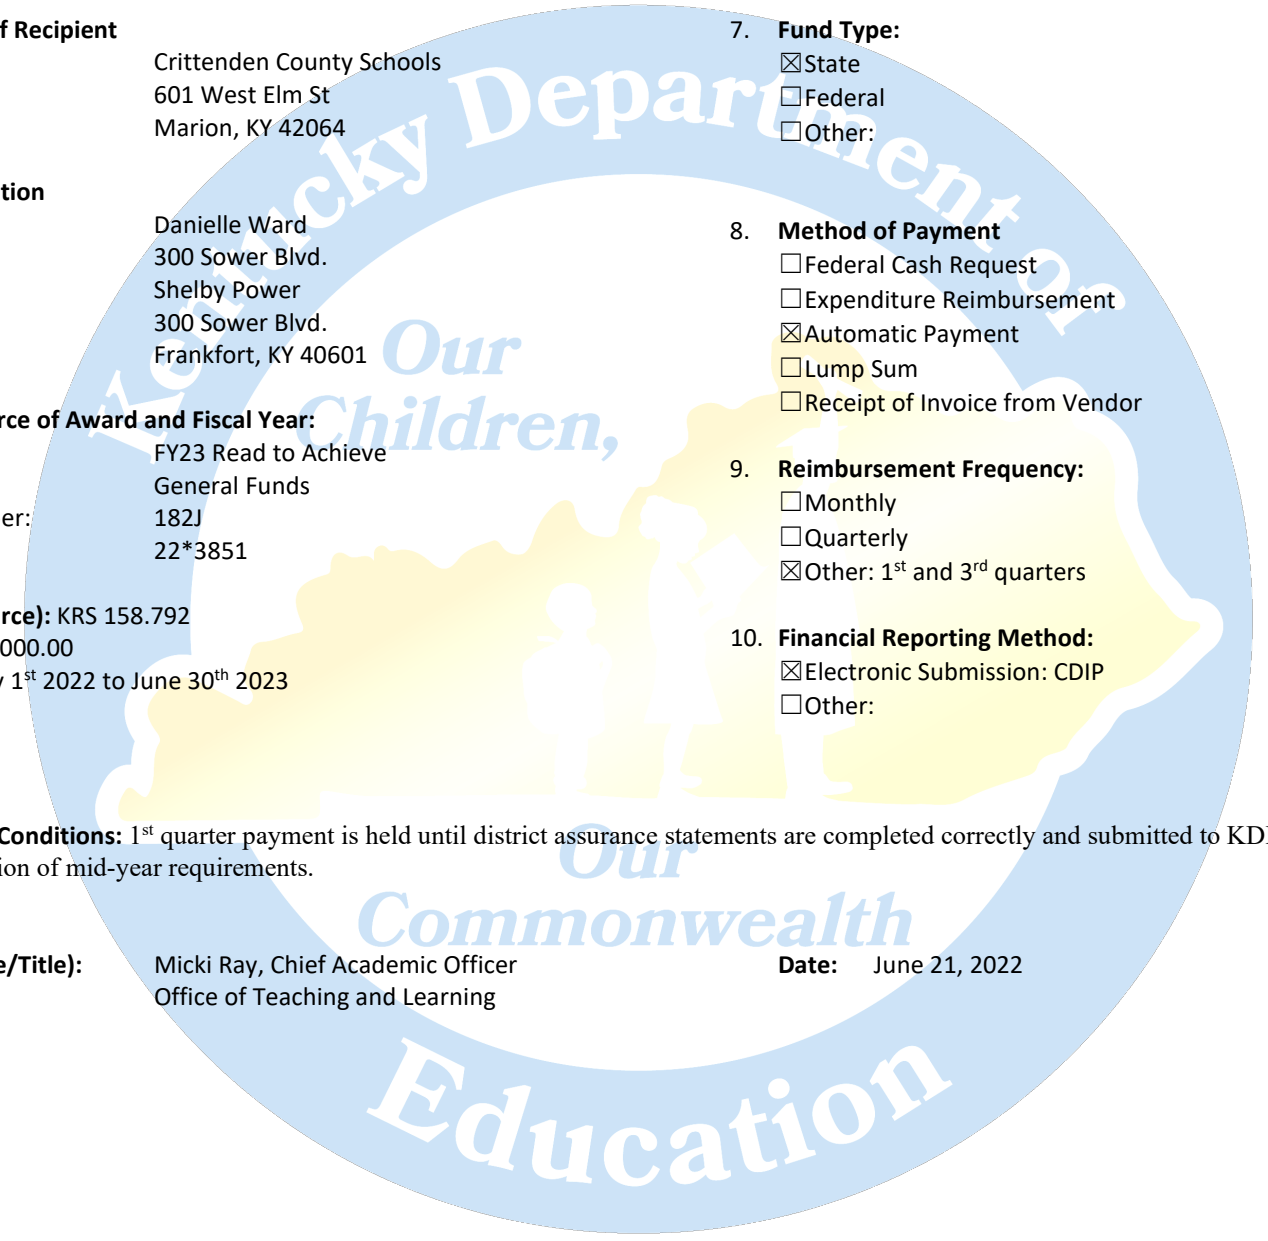 f Recipient
Crittenden County Schools
601 West Elm St
Marion, KY 42064
tion
Danielle Ward
300 Sower Blvd.
Shelby Power
300 Sower Blvd.
Frankfort, KY 40601
rce of Award and Fiscal Year:
FY23 Read to Achieve
General Funds
er: 182J
22*3851
rce): KRS 158.792
000.00
y 1st 2022 to June 30th 2023
7. Fund Type:
☒State
☐Federal
☐Other:
8. Method of Payment
☐Federal Cash Request
☐Expenditure Reimbursement
☒Automatic Payment
☐Lump Sum
☐Receipt of Invoice from Vendor
9. Reimbursement Frequency:
☐Monthly
☐Quarterly
☒Other: 1st and 3rd quarters
10. Financial Reporting Method:
☒Electronic Submission: CDIP
☐Other:
Conditions: 1st quarter payment is held until district assurance statements are completed correctly and submitted to KD
ion of mid-year requirements.
e/Title): Micki Ray, Chief Academic Officer Date: June 21, 2022
Office of Teaching and Learning
Kentucky Department of
Education
Our
Children,
Our
Commonwealth